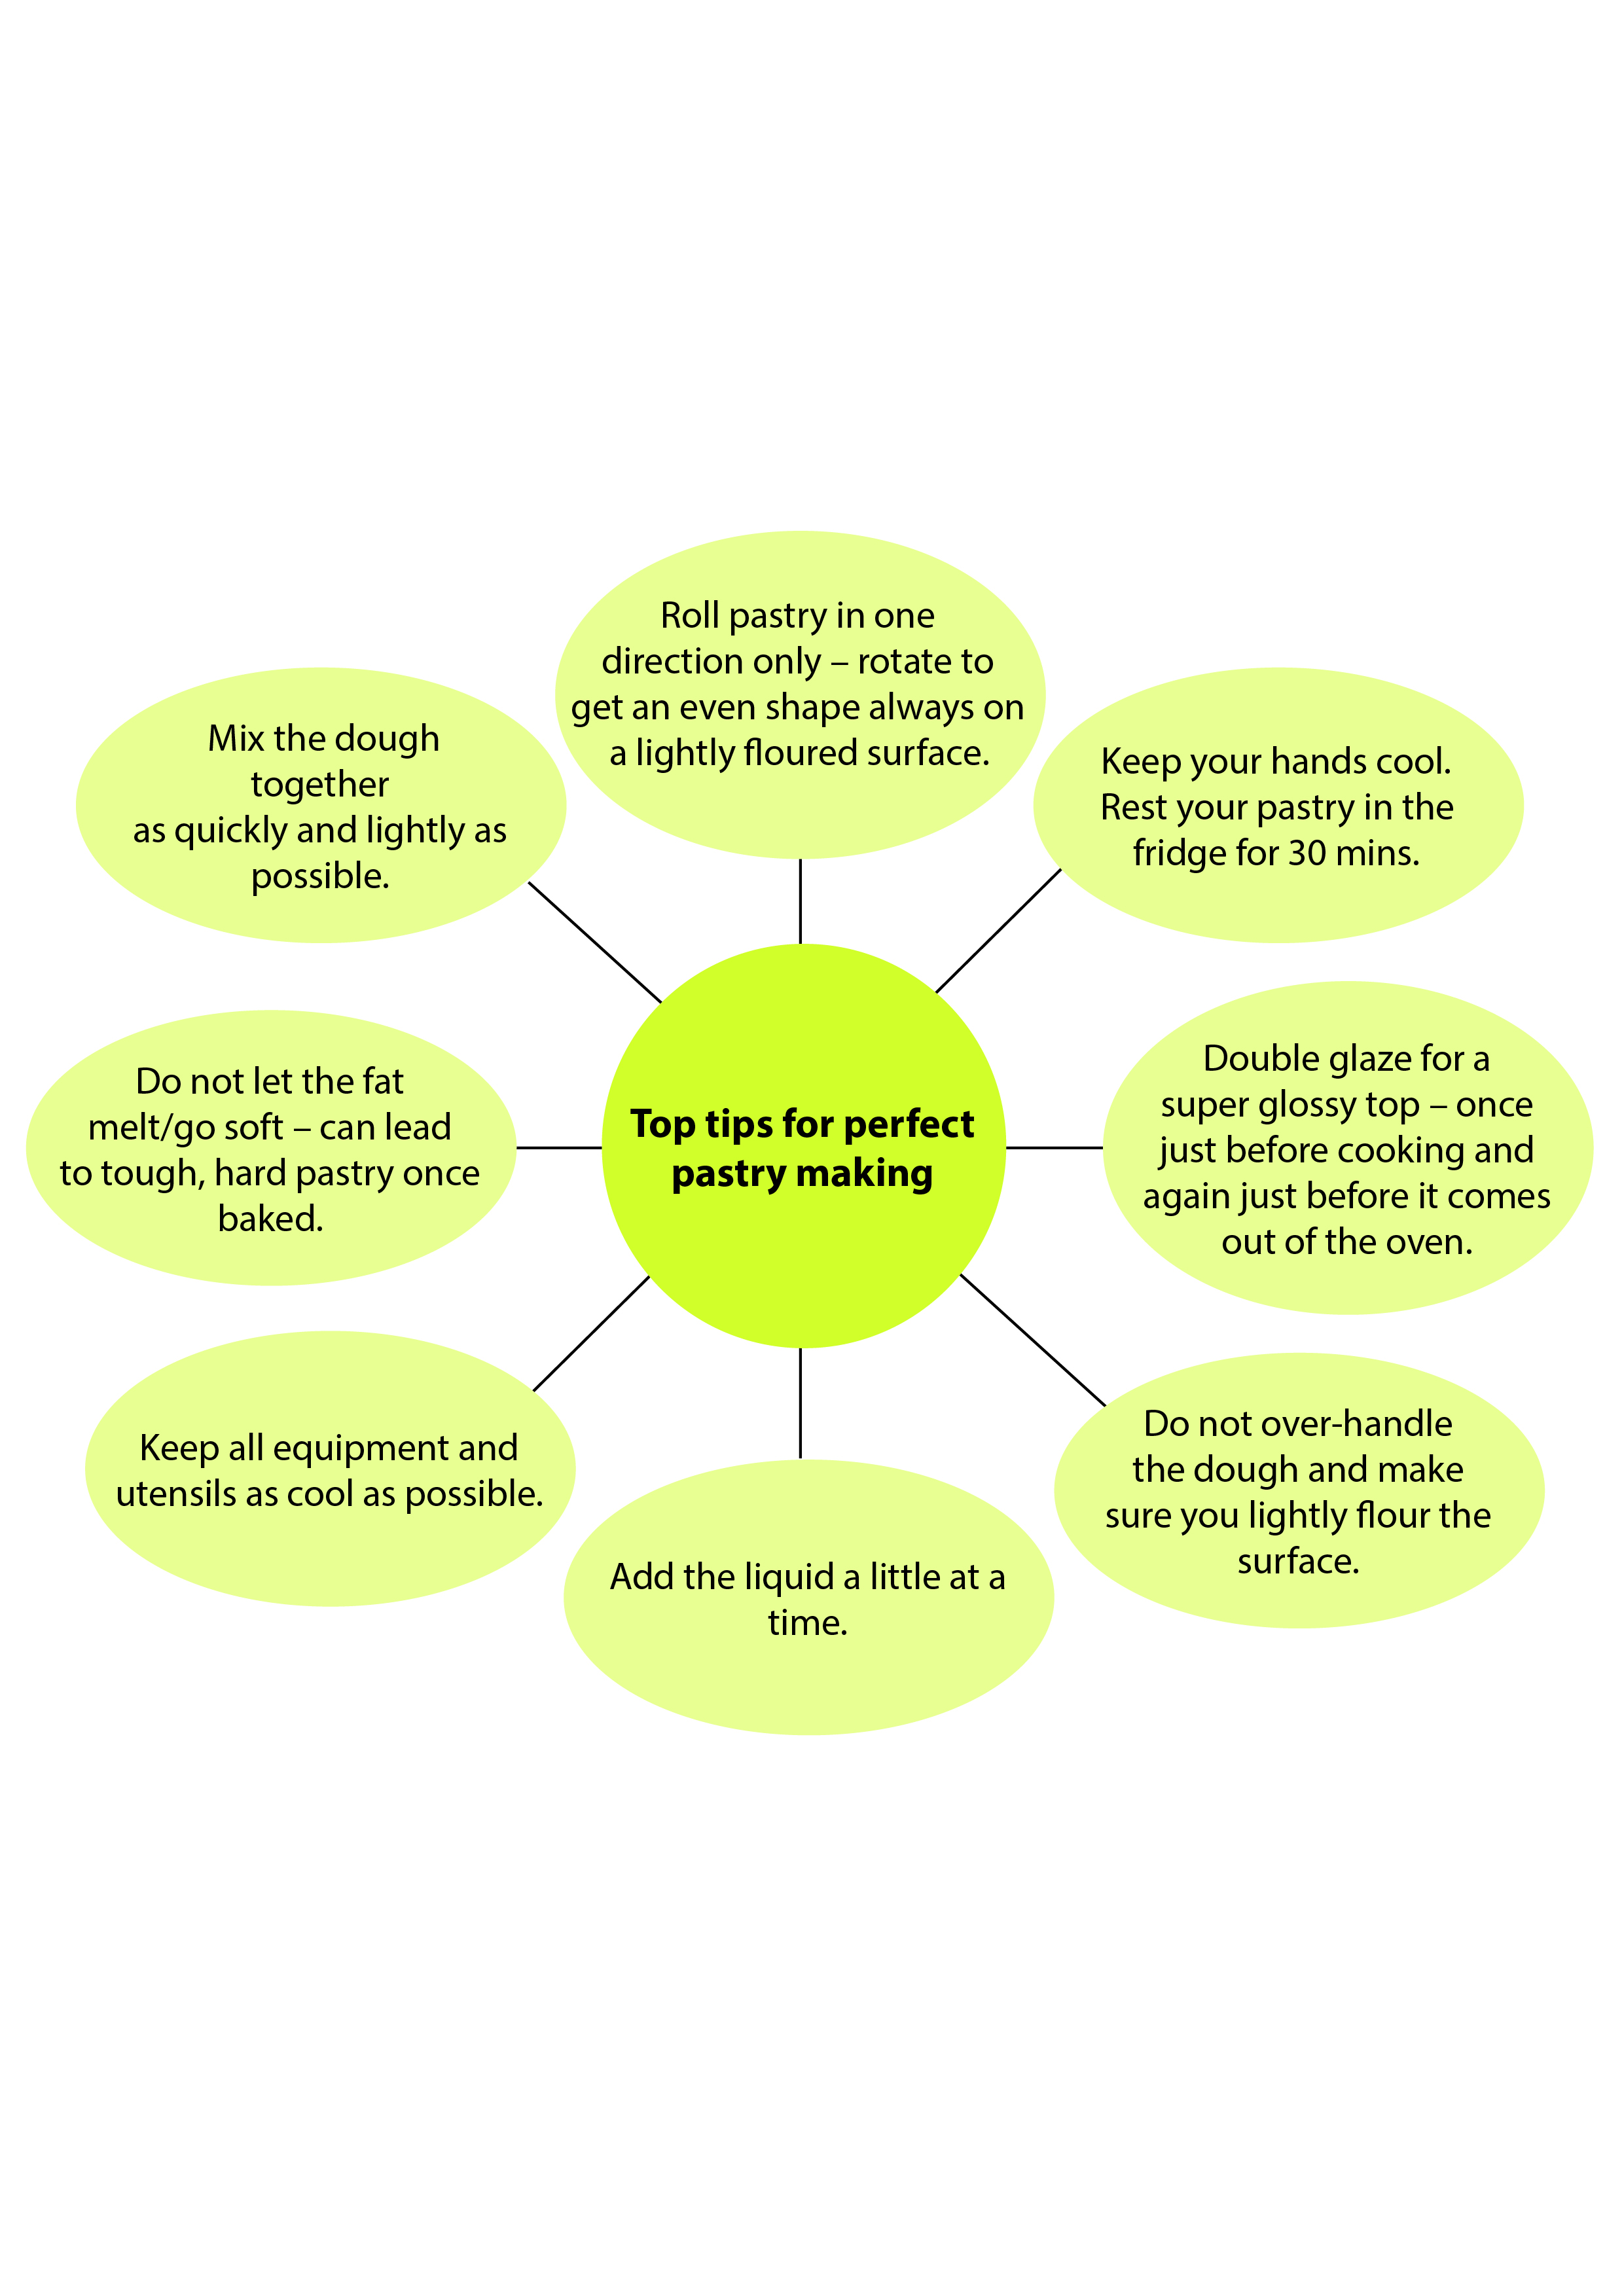 Roll pastry in one
direction only – rotate to
get an even shape always on
a lightly floured surface.
Mix the dough
together
as quickly and lightly as
possible.
Keep your hands cool.
Rest your pastry in the
fridge for 30 mins.
Do not let the fat
melt/go soft – can lead
to tough, hard pastry once
baked.
Top tips for perfect
pastry making
Double glaze for a
super glossy top – once
just before cooking and
again just before it comes
out of the oven.
Keep all equipment and
utensils as cool as possible.
Add the liquid a little at a
time.
Do not over-handle
the dough and make
sure you lightly flour the
surface.